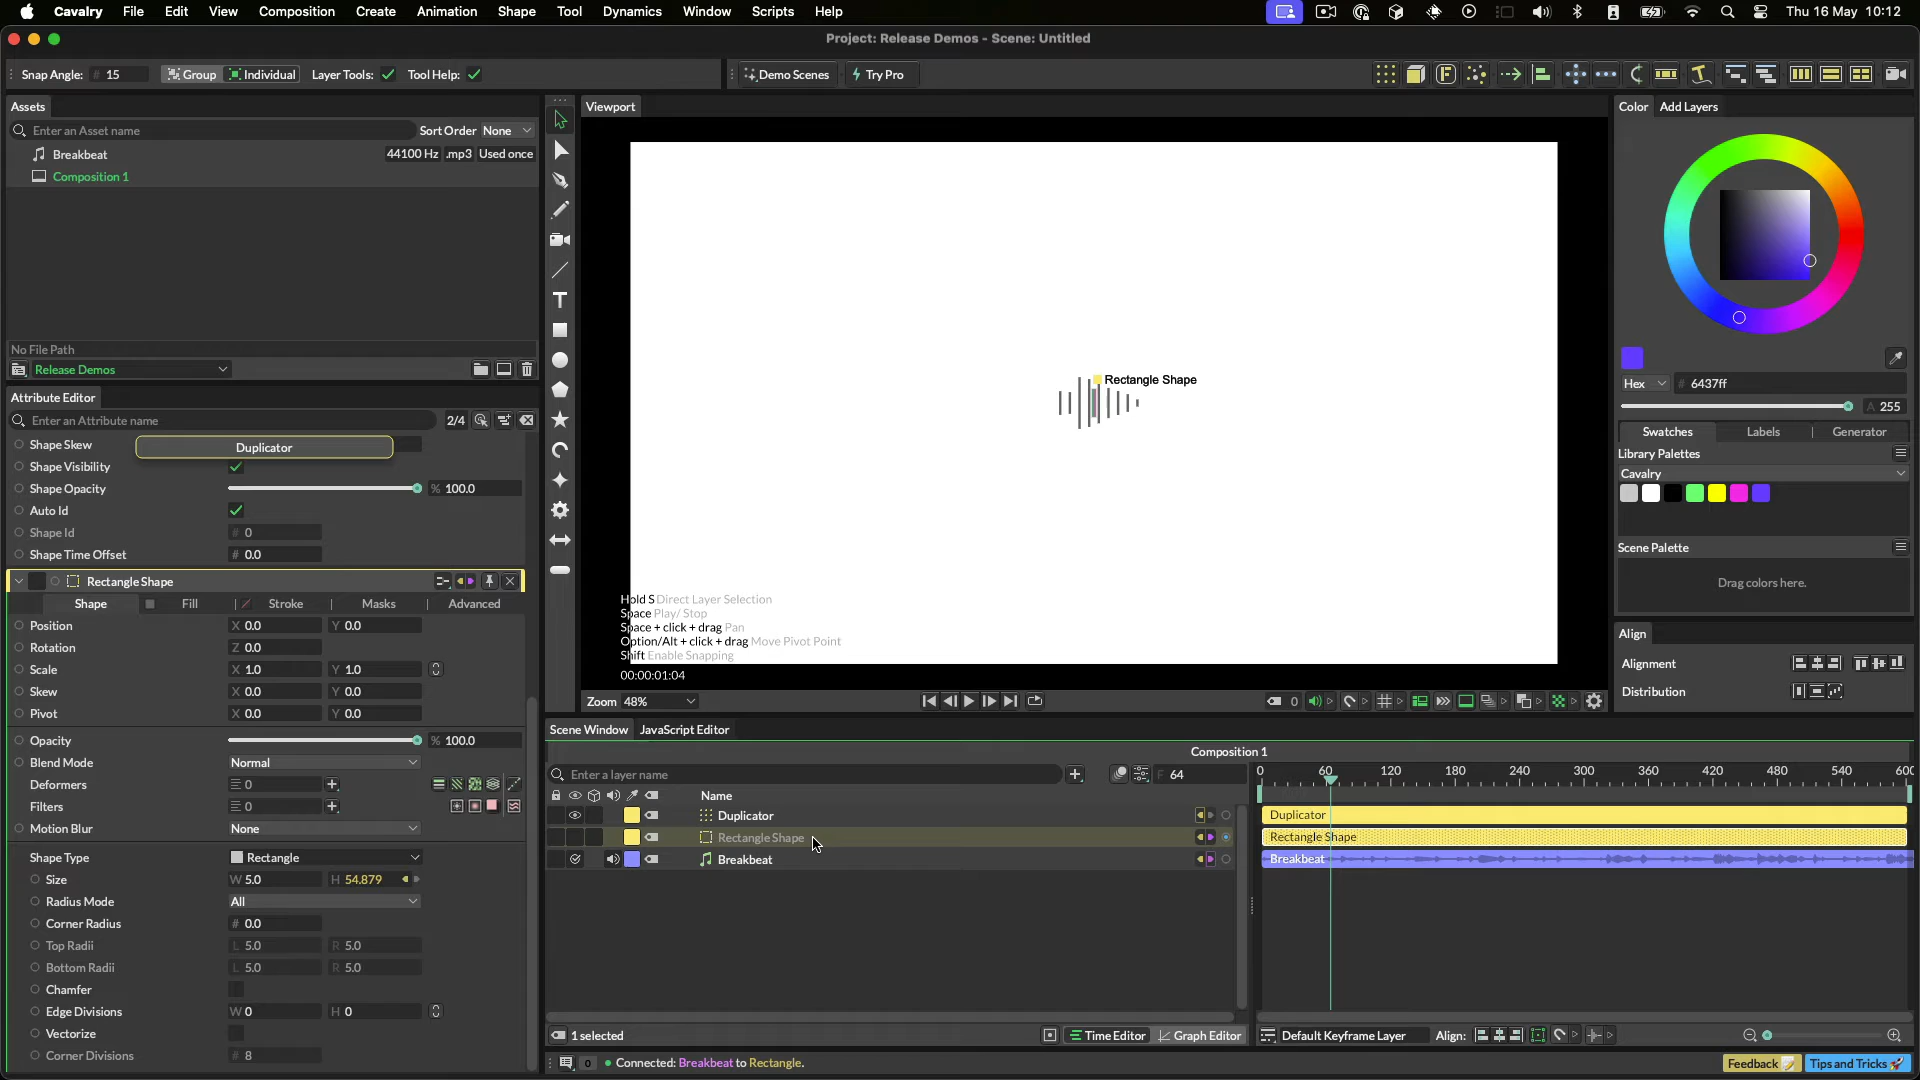 Cavalry File Edit View Composition Create Animation Shape Tool Dynamics Window Scripts Help Thu 16 May 10:12
Project: Release Demos - Scene: Untitled
Snap Angle: # 15 Group Individual Layer Tools: Tool Help: Demo Scenes Try Pro
Assets
Enter an Asset name Sort Order None
Breakbeat 44100 Hz .mp3 Used once
Composition 1
No File Path
Release Demos
Attribute Editor
Enter an Attribute name 2/4
Shape Skew
Duplicator
Shape Visibility
Shape Opacity % 100.0
Auto Id
Shape Id # 0
Shape Time Offset # 0.0
Rectangle Shape
Shape Fill Stroke Masks Advanced
Position X 0.0 Y 0.0
Rotation Z 0.0
Scale X 1.0 Y 1.0
Skew X 0.0 Y 0.0
Pivot X 0.0 Y 0.0
Opacity % 100.0
Blend Mode Normal
Deformers 0
Filters 0
Motion Blur None
Shape Type Rectangle
Size W 5.0 H 54.879
Radius Mode All
Corner Radius # 0.0
Top Radii L 5.0 R 5.0
Bottom Radii L 5.0 R 5.0
Chamfer
Edge Divisions W 0 H 0
Vectorize
Corner Divisions # 8
Viewport
Rectangle Shape
Hold S Direct Layer Selection
Space Play/ Stop
Space + click + drag Pan
Option/Alt + click + drag Move Pivot Point
Shift Enable Snapping
00:00:01:04
Zoom 48% 0
Scene Window JavaScript Editor
Composition 1
Enter a layer name F 64
0 60 120 180 240 300 360 420 480 540 600
Name
Duplicator
Rectangle Shape
Breakbeat
Duplicator
Rectangle Shape
Breakbeat
1 selected Time Editor Graph Editor Default Keyframe Layer Align:
0 Connected: Breakbeat to Rectangle. Feedback Tips and Tricks
Color Add Layers
Hex # 6437ff
A 255
Swatches Labels Generator
Library Palettes
Cavalry
Scene Palette
Drag colors here.
Align
Alignment
Distribution